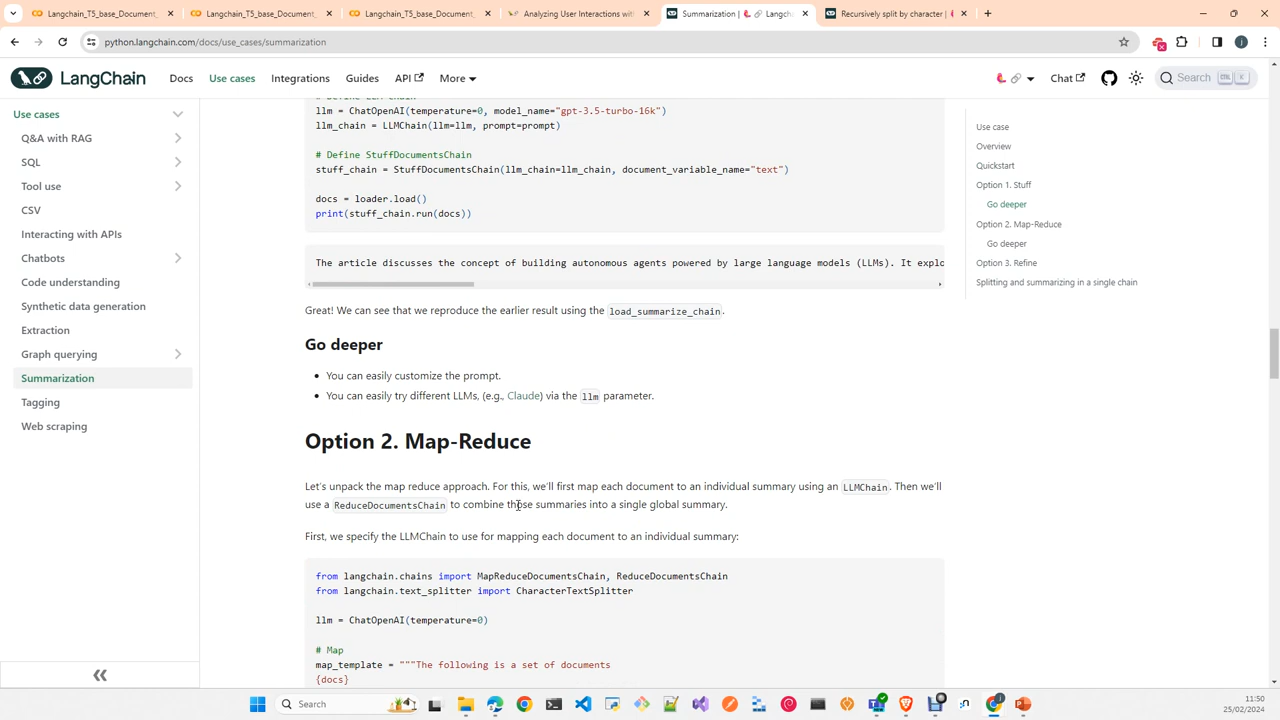 Langchain_T5_base_Document_
Langchain_T5_base_Document_
Langchain_T5_base_Document_
Analyzing User Interactions with
Summarization | 🦜️🔗 Langch
Recursively split by character |
python.langchain.com/docs/use_cases/summarization
LangChain Docs Use cases Integrations Guides API More 🦜️🔗 Chat Search Ctrl K
Use cases
Q&A with RAG
SQL
Tool use
CSV
Interacting with APIs
Chatbots
Code understanding
Synthetic data generation
Extraction
Graph querying
Summarization
Tagging
Web scraping
llm = ChatOpenAI(temperature=0, model_name="gpt-3.5-turbo-16k")
llm_chain = LLMChain(llm=llm, prompt=prompt)
# Define StuffDocumentsChain
stuff_chain = StuffDocumentsChain(llm_chain=llm_chain, document_variable_name="text")
docs = loader.load()
print(stuff_chain.run(docs))
The article discusses the concept of building autonomous agents powered by large language models (LLMs). It explo
Great! We can see that we reproduce the earlier result using the load_summarize_chain.
Go deeper
• You can easily customize the prompt.
• You can easily try different LLMs, (e.g., Claude) via the llm parameter.
Option 2. Map-Reduce
Let's unpack the map reduce approach. For this, we'll first map each document to an individual summary using an LLMChain. Then we'll
use a ReduceDocumentsChain to combine those summaries into a single global summary.
First, we specify the LLMChain to use for mapping each document to an individual summary:
from langchain.chains import MapReduceDocumentsChain, ReduceDocumentsChain
from langchain.text_splitter import CharacterTextSplitter
llm = ChatOpenAI(temperature=0)
# Map
map_template = """The following is a set of documents
{docs}
Use case
Overview
Quickstart
Option 1. Stuff
Go deeper
Option 2. Map-Reduce
Go deeper
Option 3. Refine
Splitting and summarizing in a single chain
Search
11:50
25/02/2024